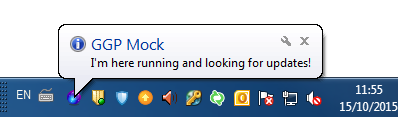 GGP Mock
I'm here running and looking for updates!
EN
11:55
15/10/2015